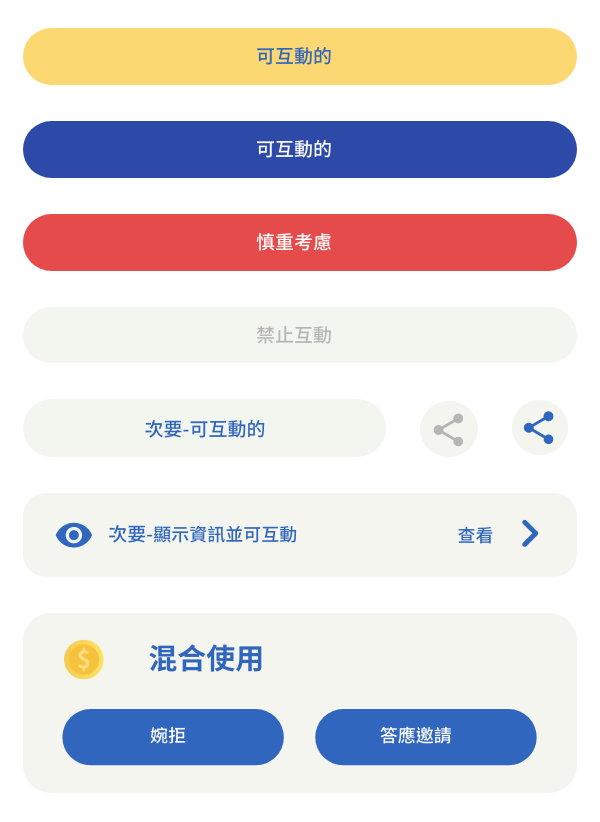 可互動的
可互動的
慎重考慮
禁止互動
次要-可互動的
次要-顯示資訊並可互動 查看
$ 混合使用
婉拒 答應邀請